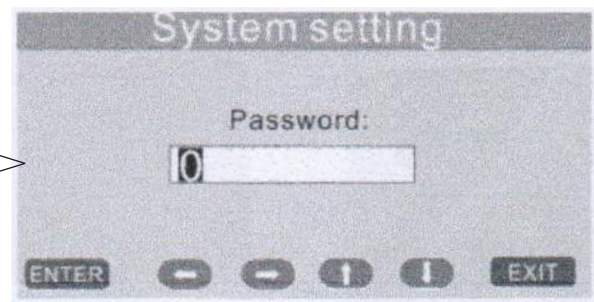 System setting
Password:
0
ENTER ← → ↑ ↓ EXIT